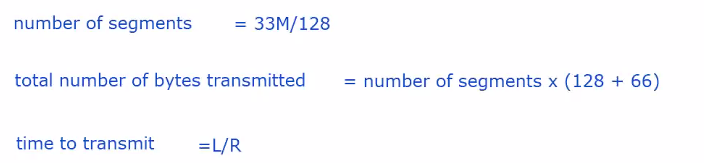 number of segments = 33M/128
total number of bytes transmitted = number of segments x (128 + 66)
time to transmit =L/R